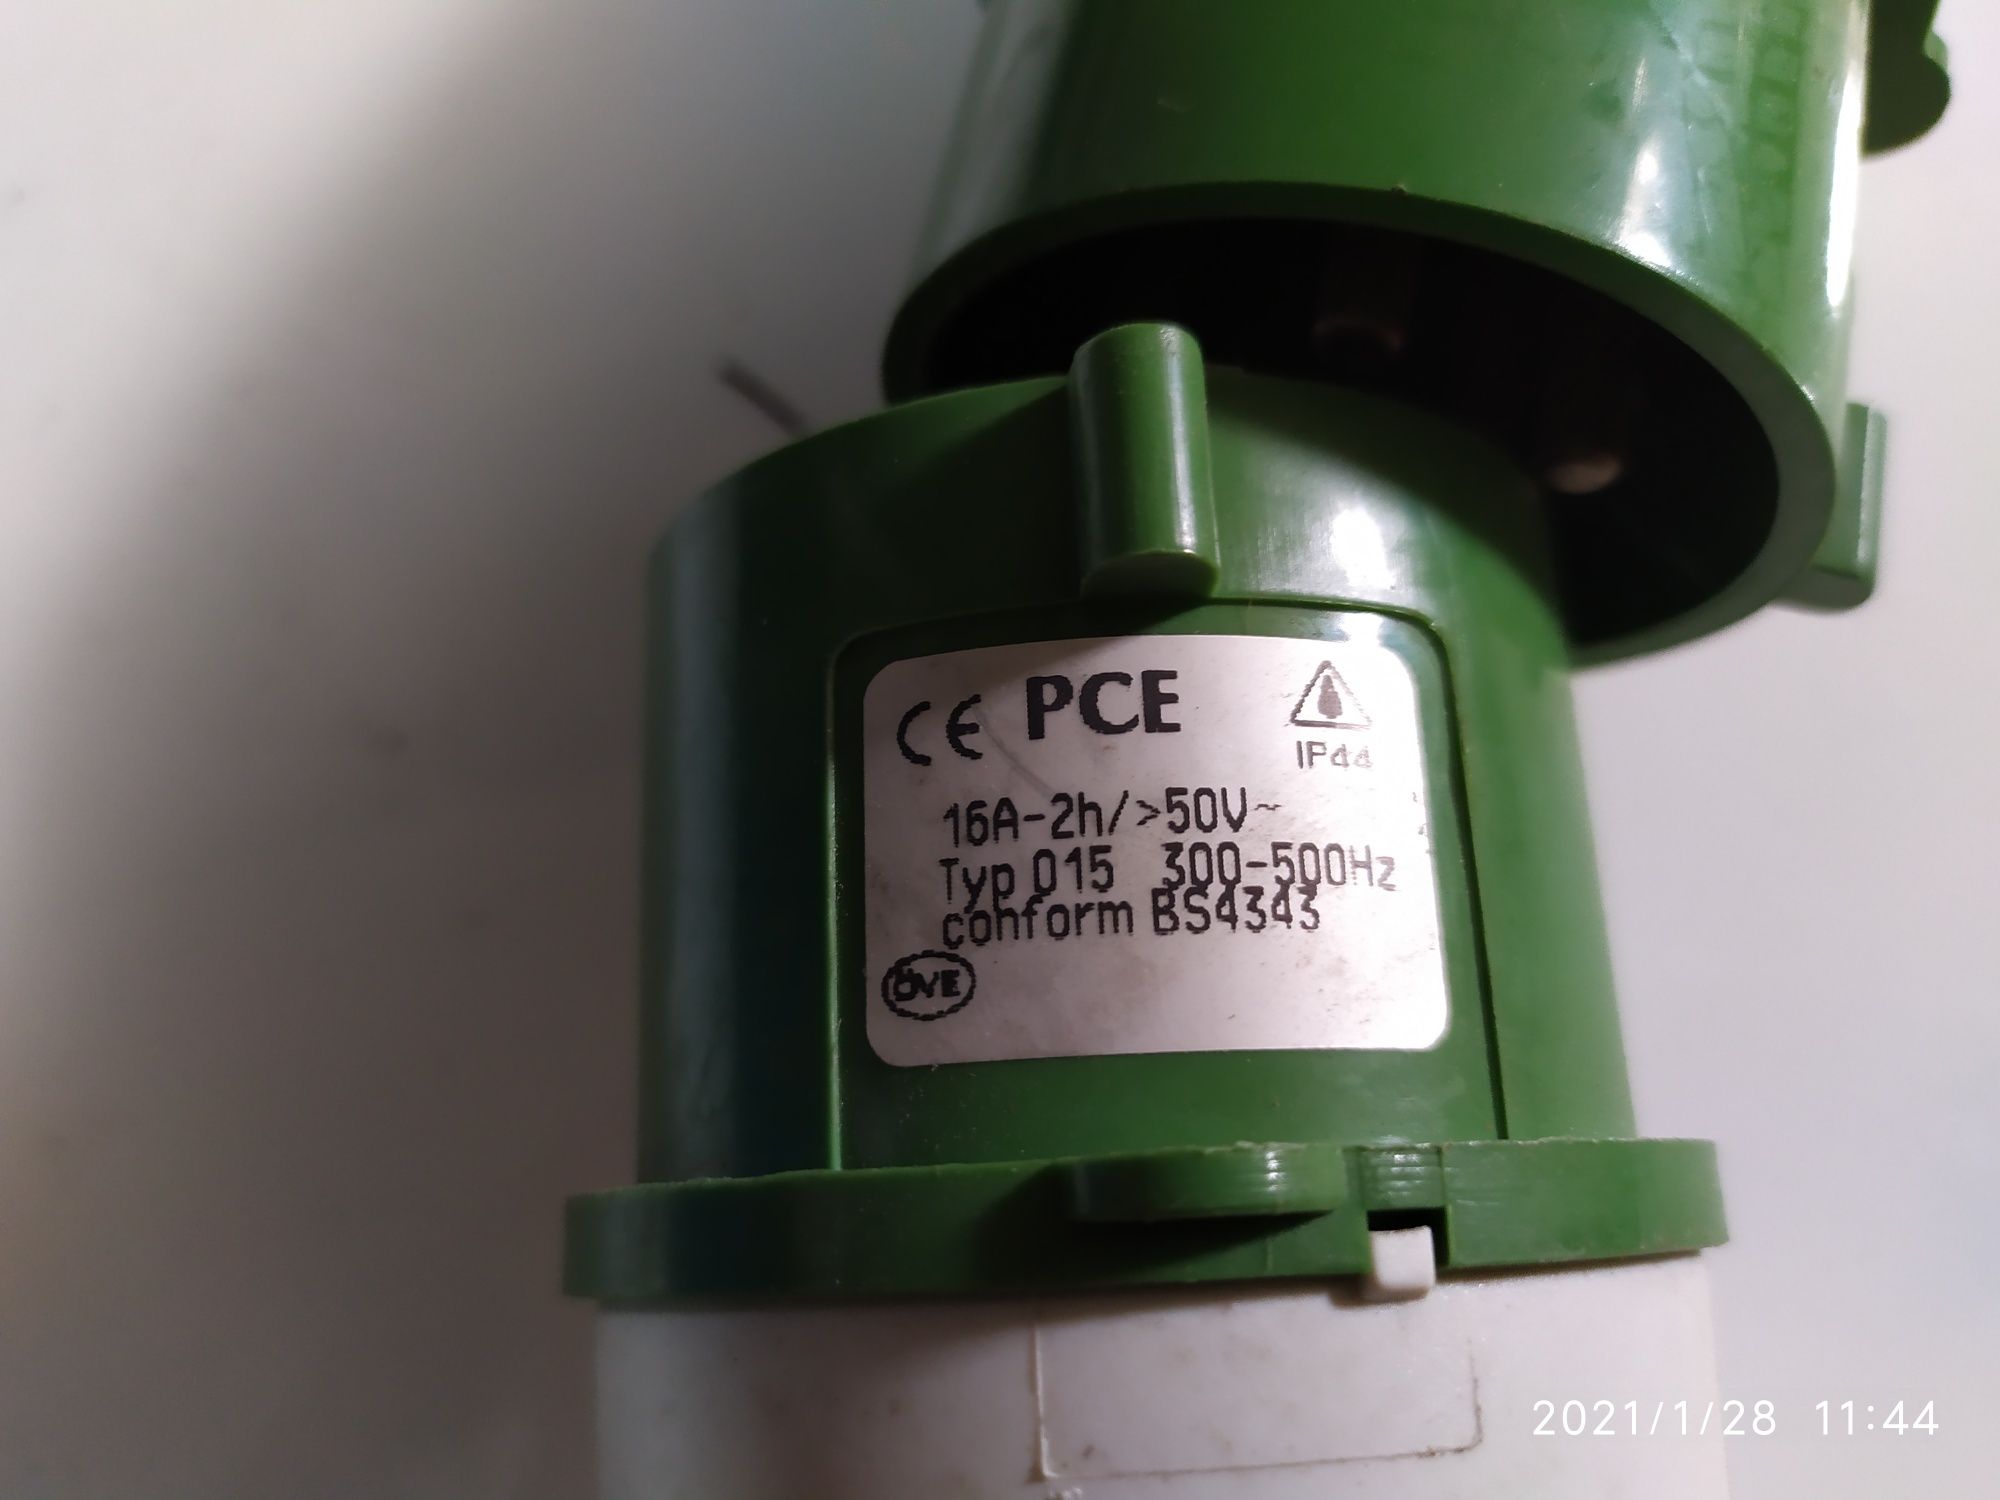 CE PCE
IP44
16A-2h/>50V~
Typ 015 300-500Hz
conform BS4343
ÖVE
2021/1/28 11:44